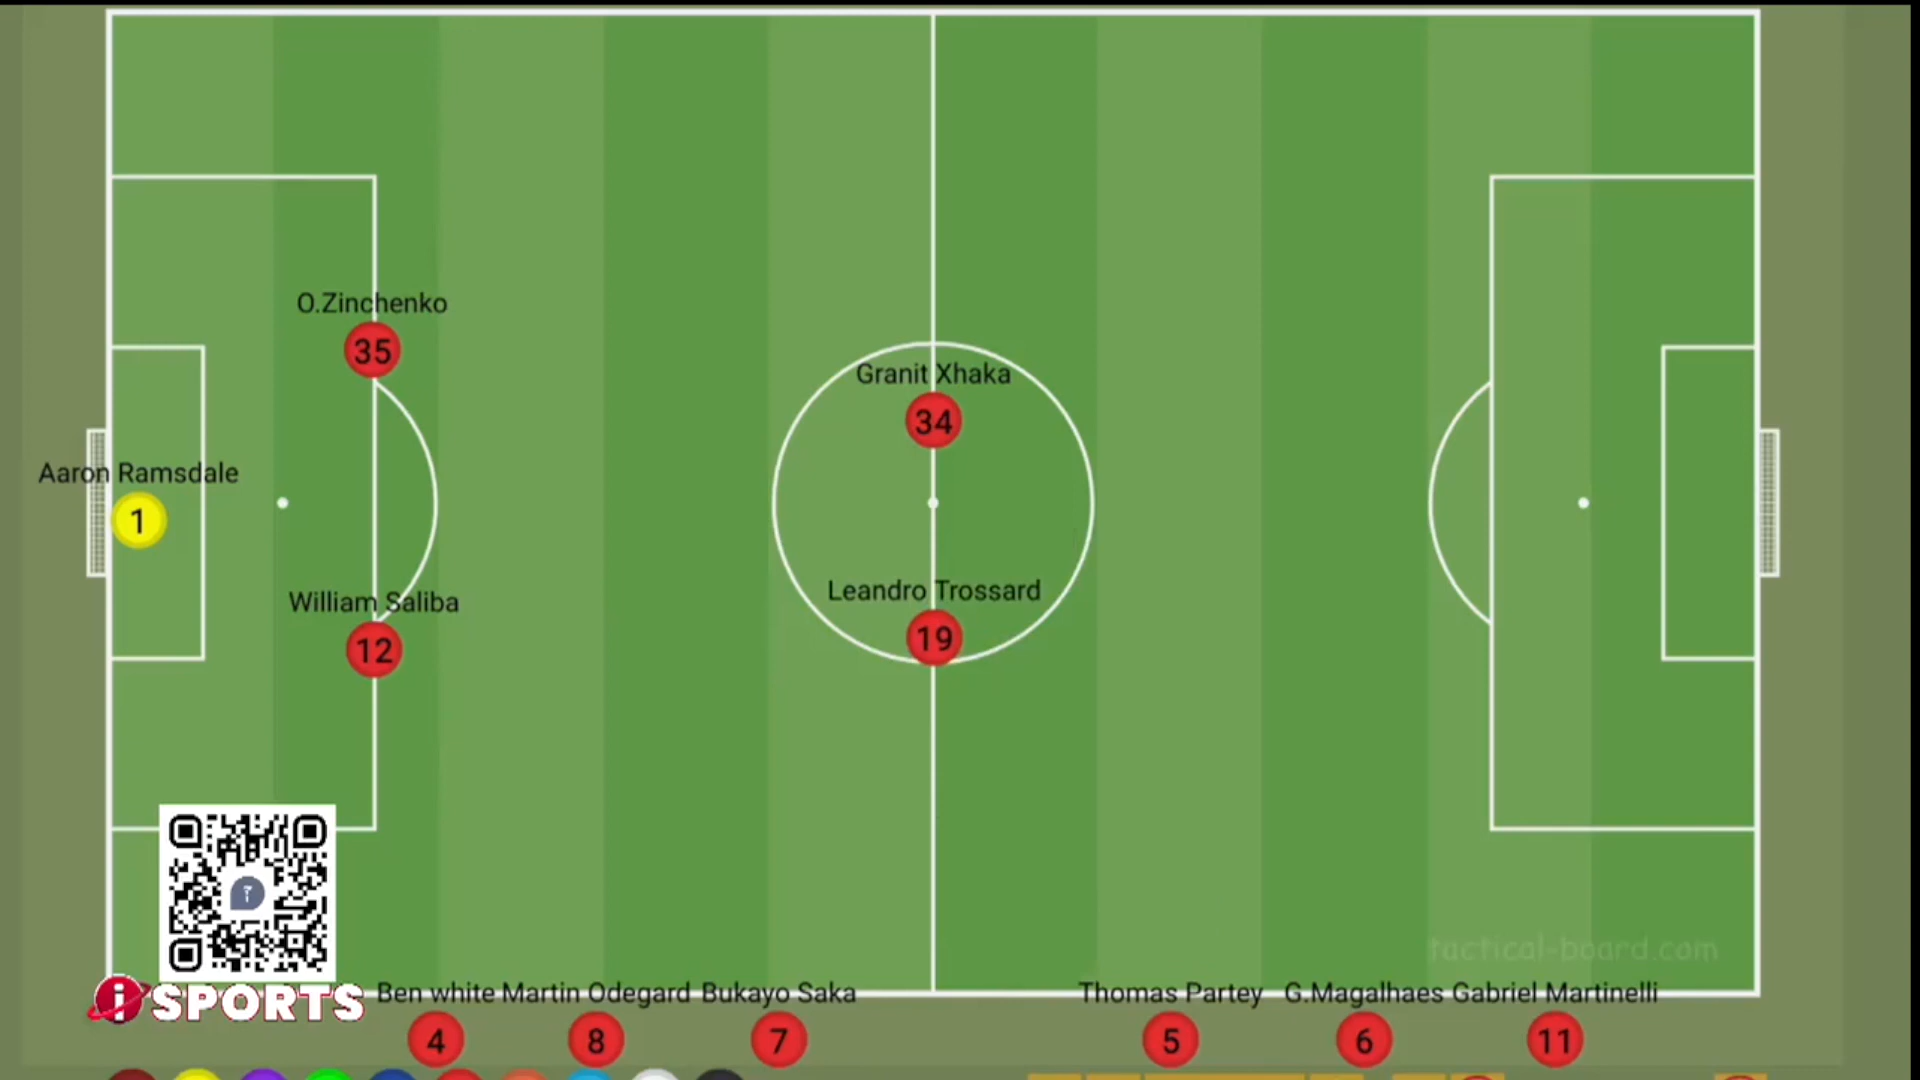 O.Zinchenko
35
Granit Xhaka
34
Aaron Ramsdale
1
William Saliba
12
Leandro Trossard
19
tactical-board.com
iSPORTS
Ben white Martin Odegard Bukayo Saka
4 8 7
Thomas Partey G.Magalhaes Gabriel Martinelli
5 6 11